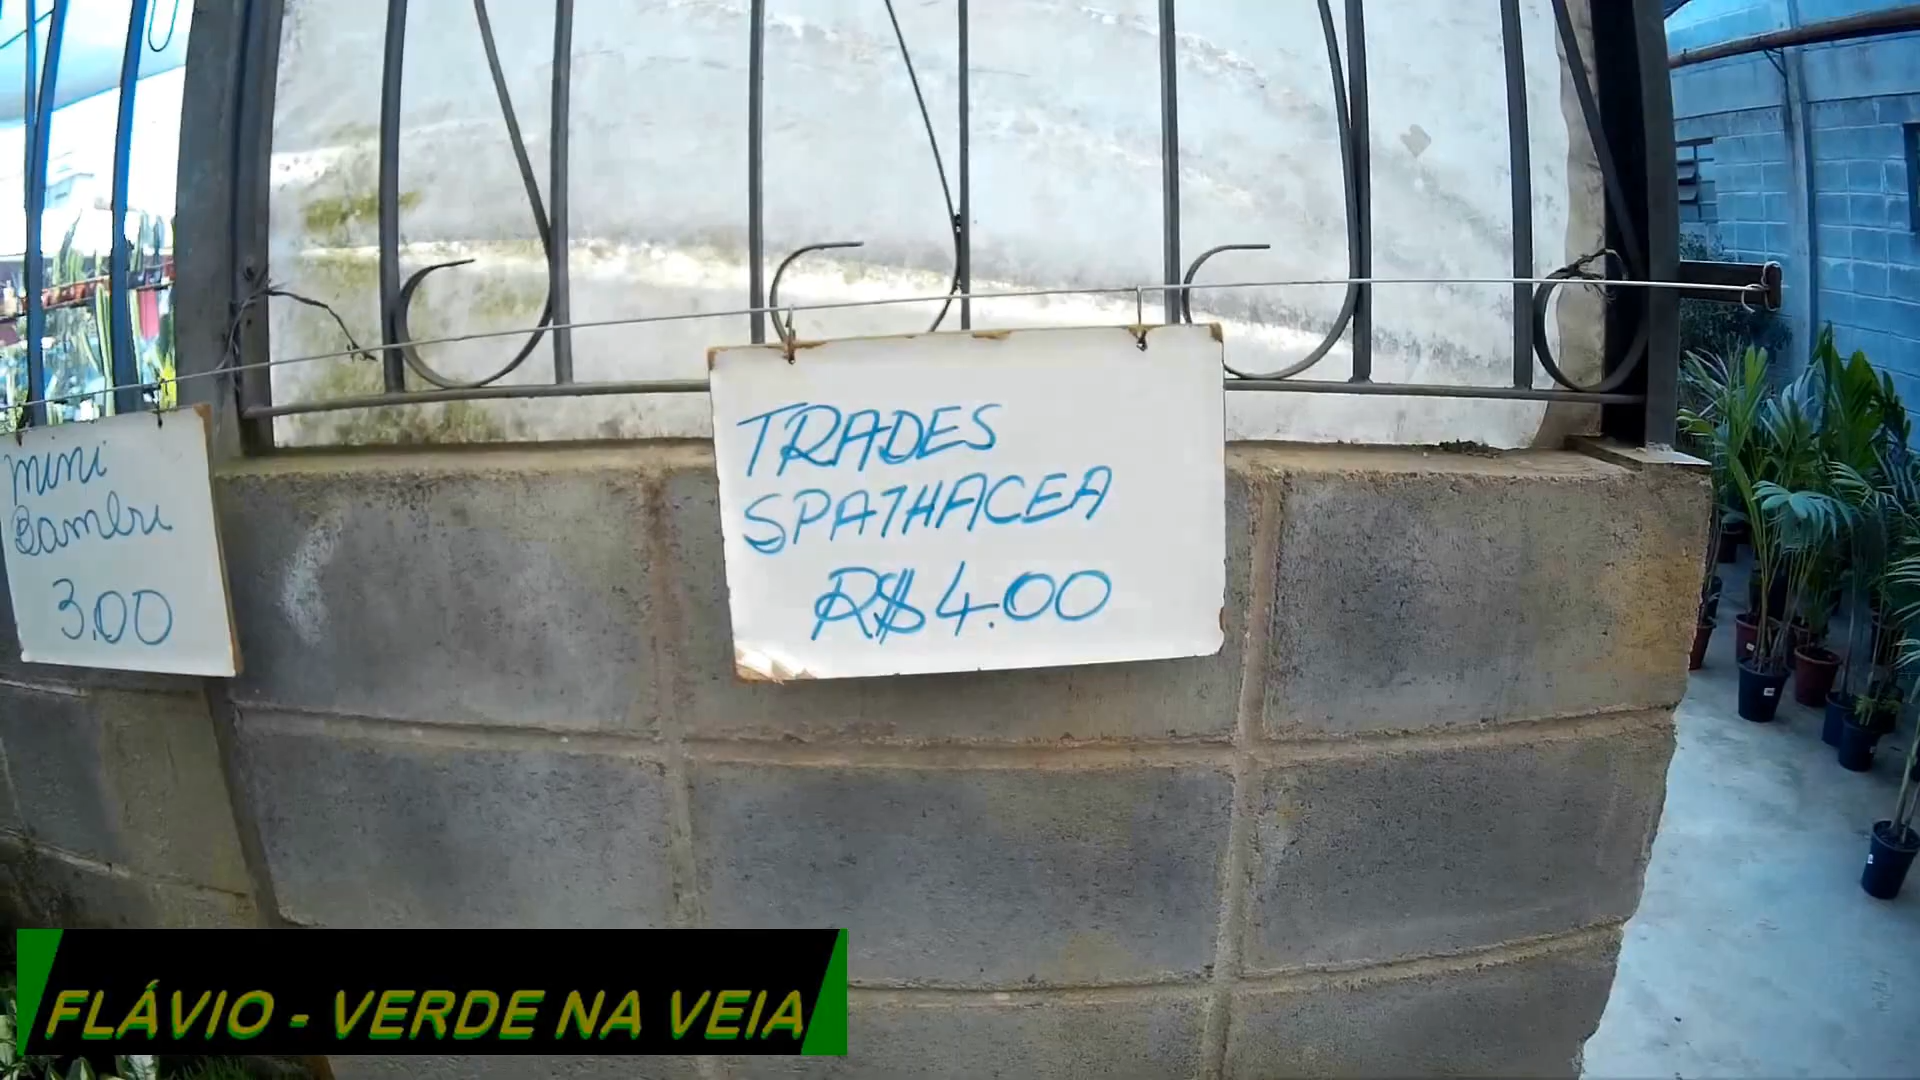 mini
Bambu
3.00
TRADES
SPATHACEA
R$4.00
FLÁVIO - VERDE NA VEIA